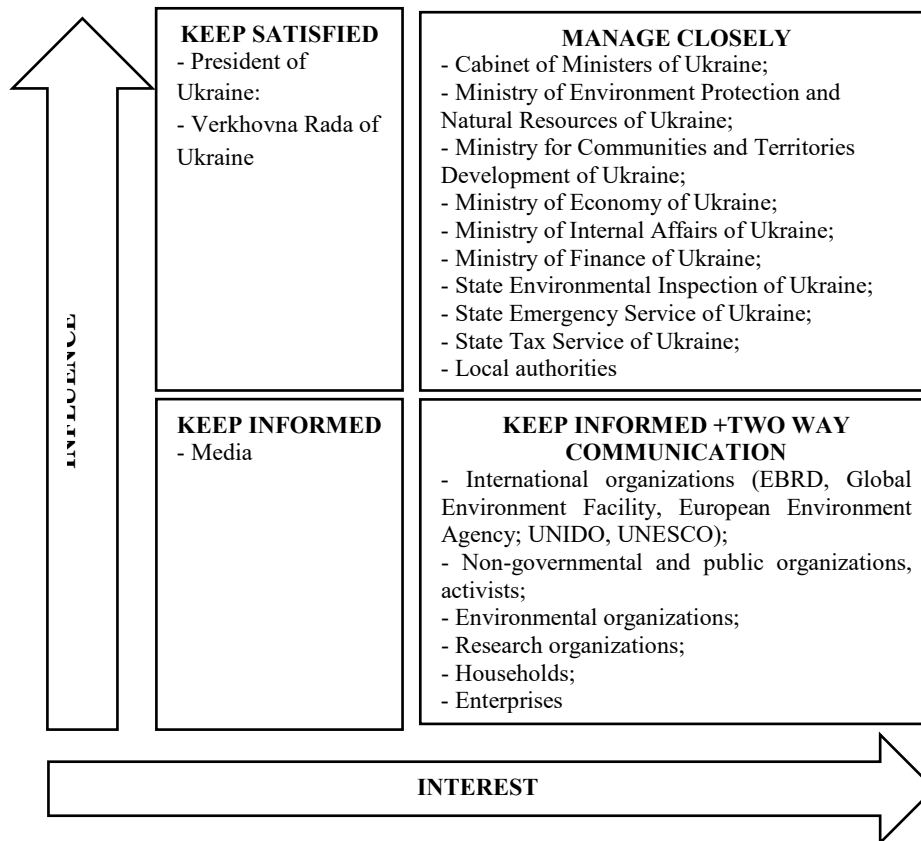 KEEP SATISFIED
- President of
Ukraine:
- Verkhovna Rada of
Ukraine
MANAGE CLOSELY
- Cabinet of Ministers of Ukraine;
- Ministry of Environment Protection and
Natural Resources of Ukraine;
- Ministry for Communities and Territories
Development of Ukraine;
- Ministry of Economy of Ukraine;
- Ministry of Internal Affairs of Ukraine;
- Ministry of Finance of Ukraine;
- State Environmental Inspection of Ukraine;
- State Emergency Service of Ukraine;
- State Tax Service of Ukraine;
- Local authorities
INFLUENCE
KEEP INFORMED
- Media
KEEP INFORMED +TWO WAY
COMMUNICATION
- International organizations (EBRD, Global
Environment Facility, European Environment
Agency; UNIDO, UNESCO);
- Non-governmental and public organizations,
activists;
- Environmental organizations;
- Research organizations;
- Households;
- Enterprises
INTEREST